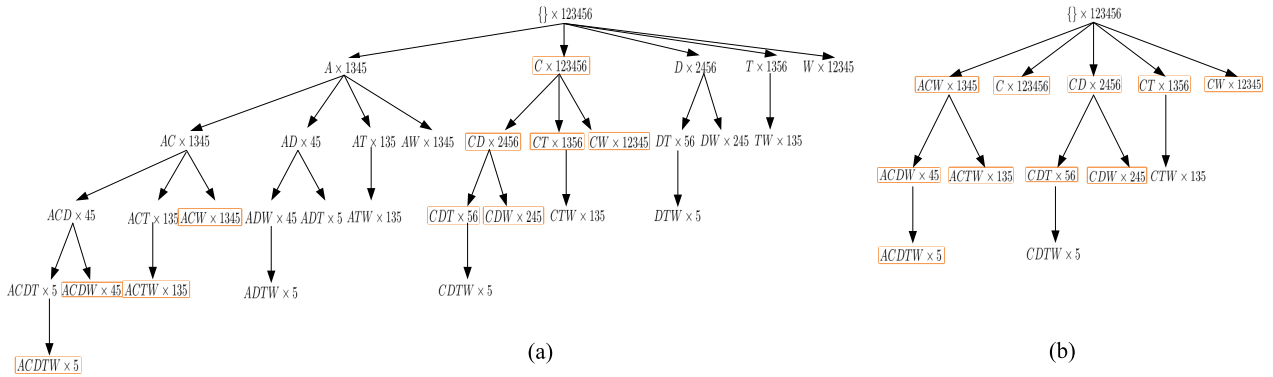 {} × 123456
A × 1345
C × 123456
D × 2456
T × 1356
W × 12345
AC × 1345
AD × 45
AT × 135
AW × 1345
CD × 2456
CT × 1356
CW × 12345
DT × 56
DW × 245
TW × 135
ACD × 45
ACT × 135
ACW × 1345
ADW × 45
ADT × 5
ATW × 135
CDT × 56
CDW × 245
CTW × 135
DTW × 5
ACDT × 5
ACDW × 45
ACTW × 135
ADTW × 5
CDTW × 5
ACDTW × 5
(a)
{} × 123456
ACW × 1345
C × 123456
CD × 2456
CT × 1356
CW × 12345
ACDW × 45
ACTW × 135
CDT × 56
CDW × 245
CTW × 135
ACDTW × 5
CDTW × 5
(b)